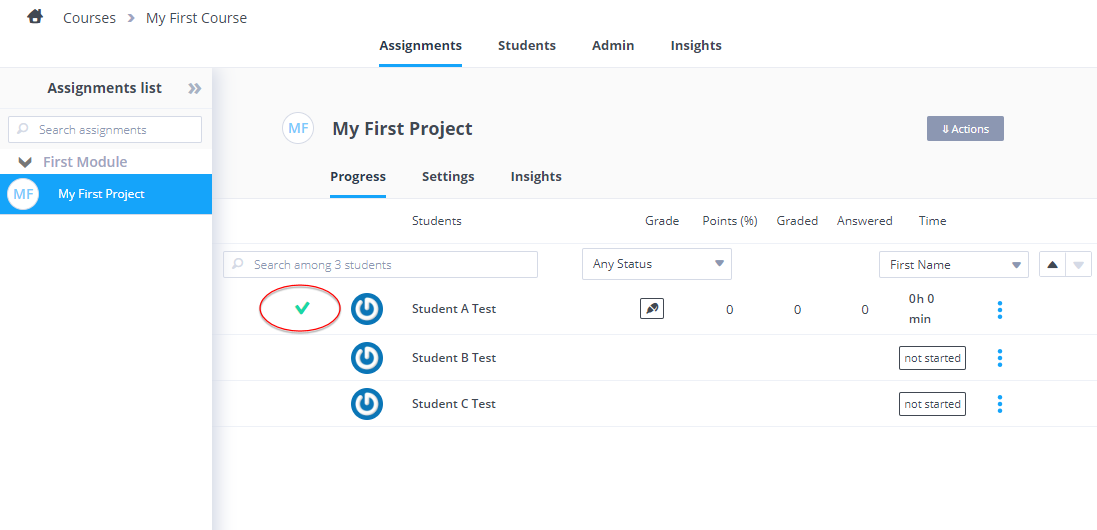 Courses > My First Course
Assignments Students Admin Insights
Assignments list »
Search assignments
First Module
MF My First Project
MF My First Project
⇓ Actions
Progress Settings Insights
Students Grade Points (%) Graded Answered Time
Search among 3 students Any Status First Name
Student A Test 0 0 0 0h 0
min
Student B Test not started
Student C Test not started